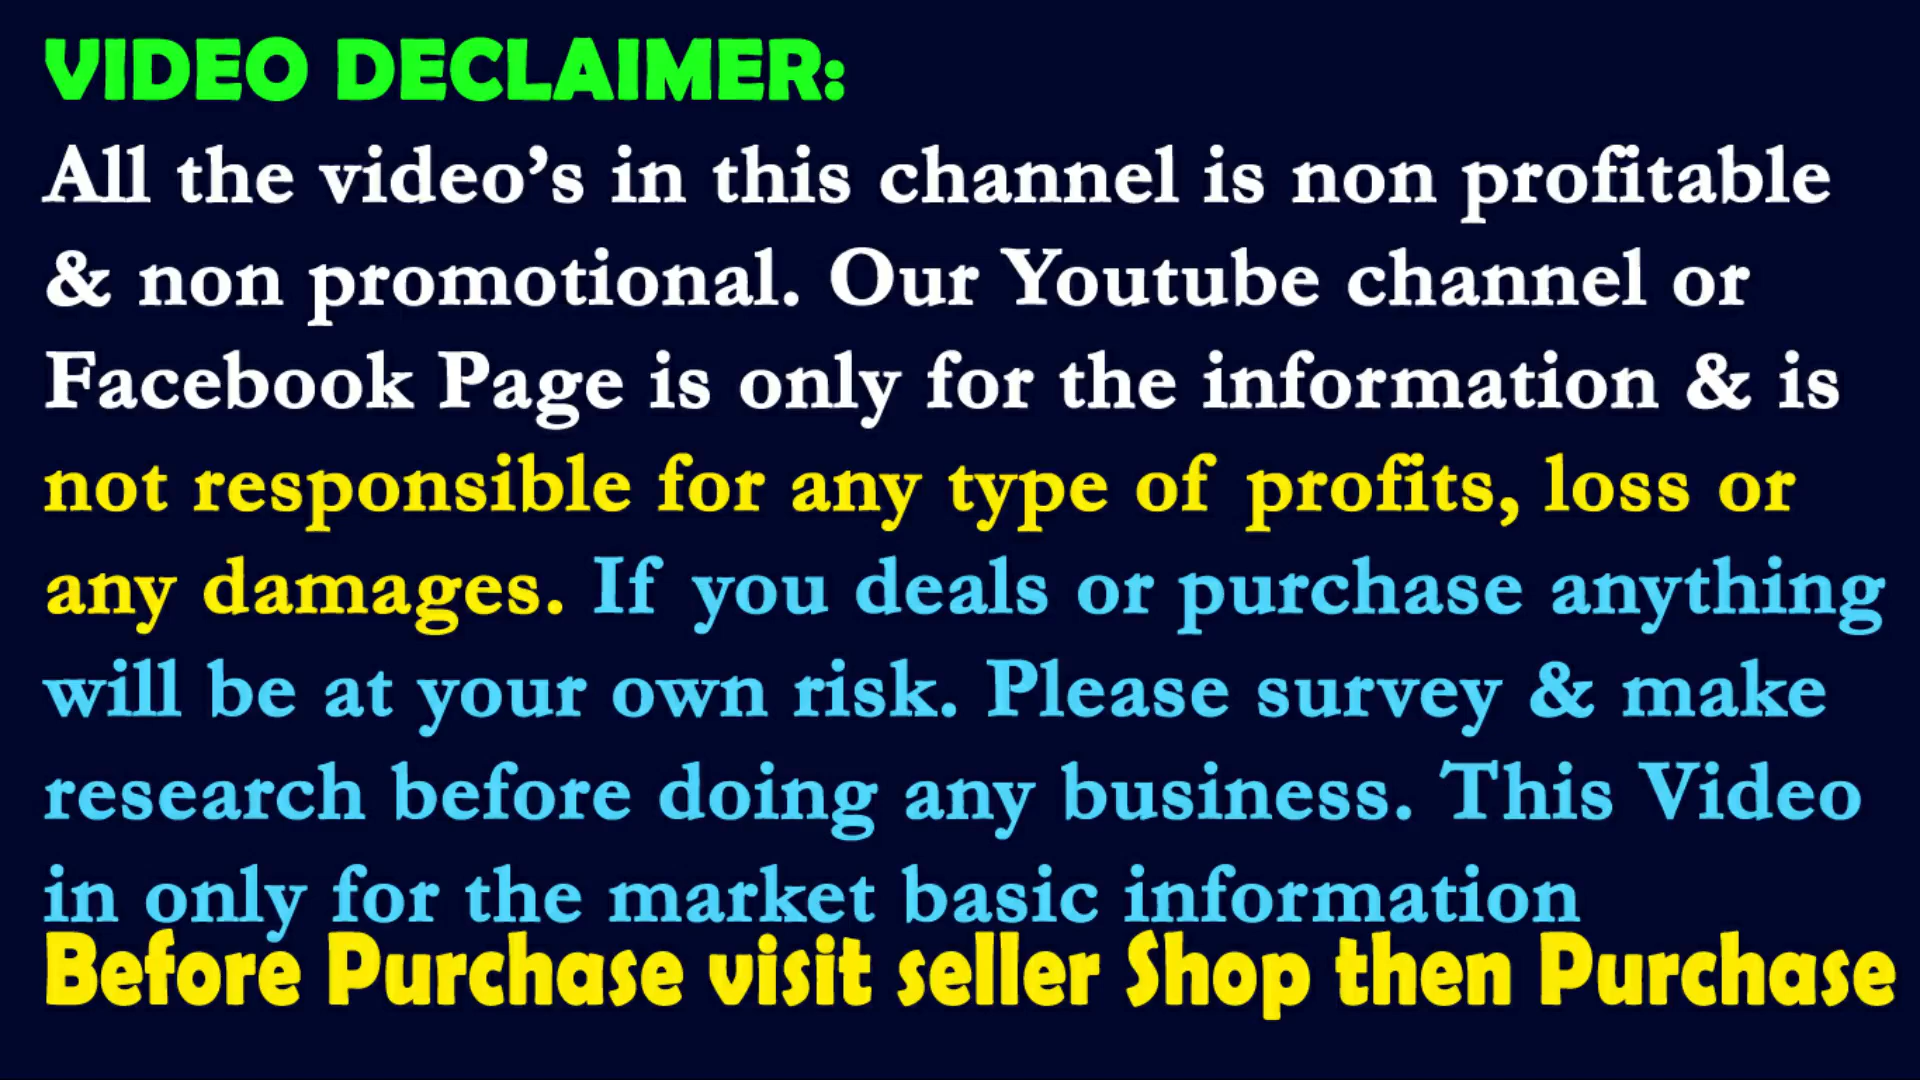 VIDEO DECLAIMER:
All the video’s in this channel is non profitable
& non promotional. Our Youtube channel or
Facebook Page is only for the information & is
not responsible for any type of profits, loss or
any damages. If you deals or purchase anything
will be at your own risk. Please survey & make
research before doing any business. This Video
in only for the market basic information
Before Purchase visit seller Shop then Purchase